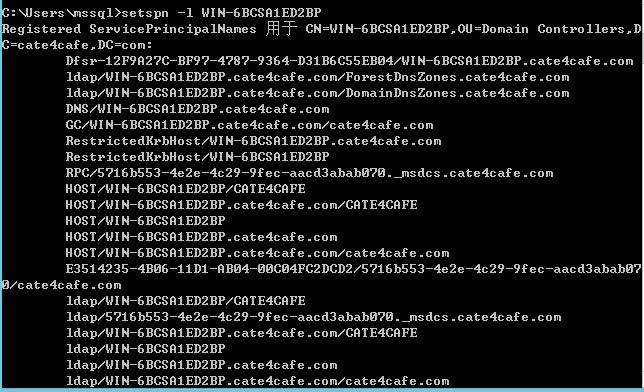 C:\Users\mssql>setspn -l WIN-6BCSA1ED2BP
Registered ServicePrincipalNames 用于 CN=WIN-6BCSA1ED2BP,OU=Domain Controllers,D
C=cate4cafe,DC=com:
Dfsr-12F9A27C-BF97-4787-9364-D31B6C55EB04/WIN-6BCSA1ED2BP.cate4cafe.com
ldap/WIN-6BCSA1ED2BP.cate4cafe.com/ForestDnsZones.cate4cafe.com
ldap/WIN-6BCSA1ED2BP.cate4cafe.com/DomainDnsZones.cate4cafe.com
DNS/WIN-6BCSA1ED2BP.cate4cafe.com
GC/WIN-6BCSA1ED2BP.cate4cafe.com/cate4cafe.com
RestrictedKrbHost/WIN-6BCSA1ED2BP.cate4cafe.com
RestrictedKrbHost/WIN-6BCSA1ED2BP
RPC/5716b553-4e2e-4c29-9fec-aacd3abab070._msdcs.cate4cafe.com
HOST/WIN-6BCSA1ED2BP/CATE4CAFE
HOST/WIN-6BCSA1ED2BP.cate4cafe.com/CATE4CAFE
HOST/WIN-6BCSA1ED2BP
HOST/WIN-6BCSA1ED2BP.cate4cafe.com
HOST/WIN-6BCSA1ED2BP.cate4cafe.com/cate4cafe.com
E3514235-4B06-11D1-AB04-00C04FC2DCD2/5716b553-4e2e-4c29-9fec-aacd3abab07
0/cate4cafe.com
ldap/WIN-6BCSA1ED2BP/CATE4CAFE
ldap/5716b553-4e2e-4c29-9fec-aacd3abab070._msdcs.cate4cafe.com
ldap/WIN-6BCSA1ED2BP.cate4cafe.com/CATE4CAFE
ldap/WIN-6BCSA1ED2BP
ldap/WIN-6BCSA1ED2BP.cate4cafe.com
ldap/WIN-6BCSA1ED2BP.cate4cafe.com/cate4cafe.com